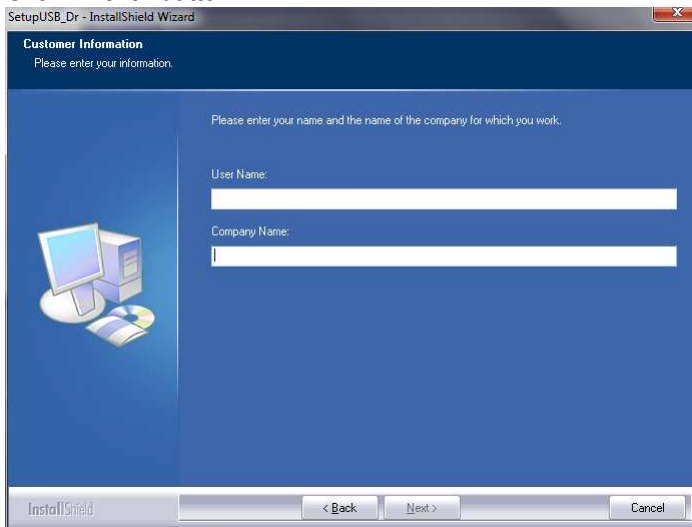 SetupUSB_Dr - InstallShield Wizard
Customer Information
Please enter your information.
Please enter your name and the name of the company for which you work.
User Name:
Company Name:
InstallShield
< Back
Next >
Cancel